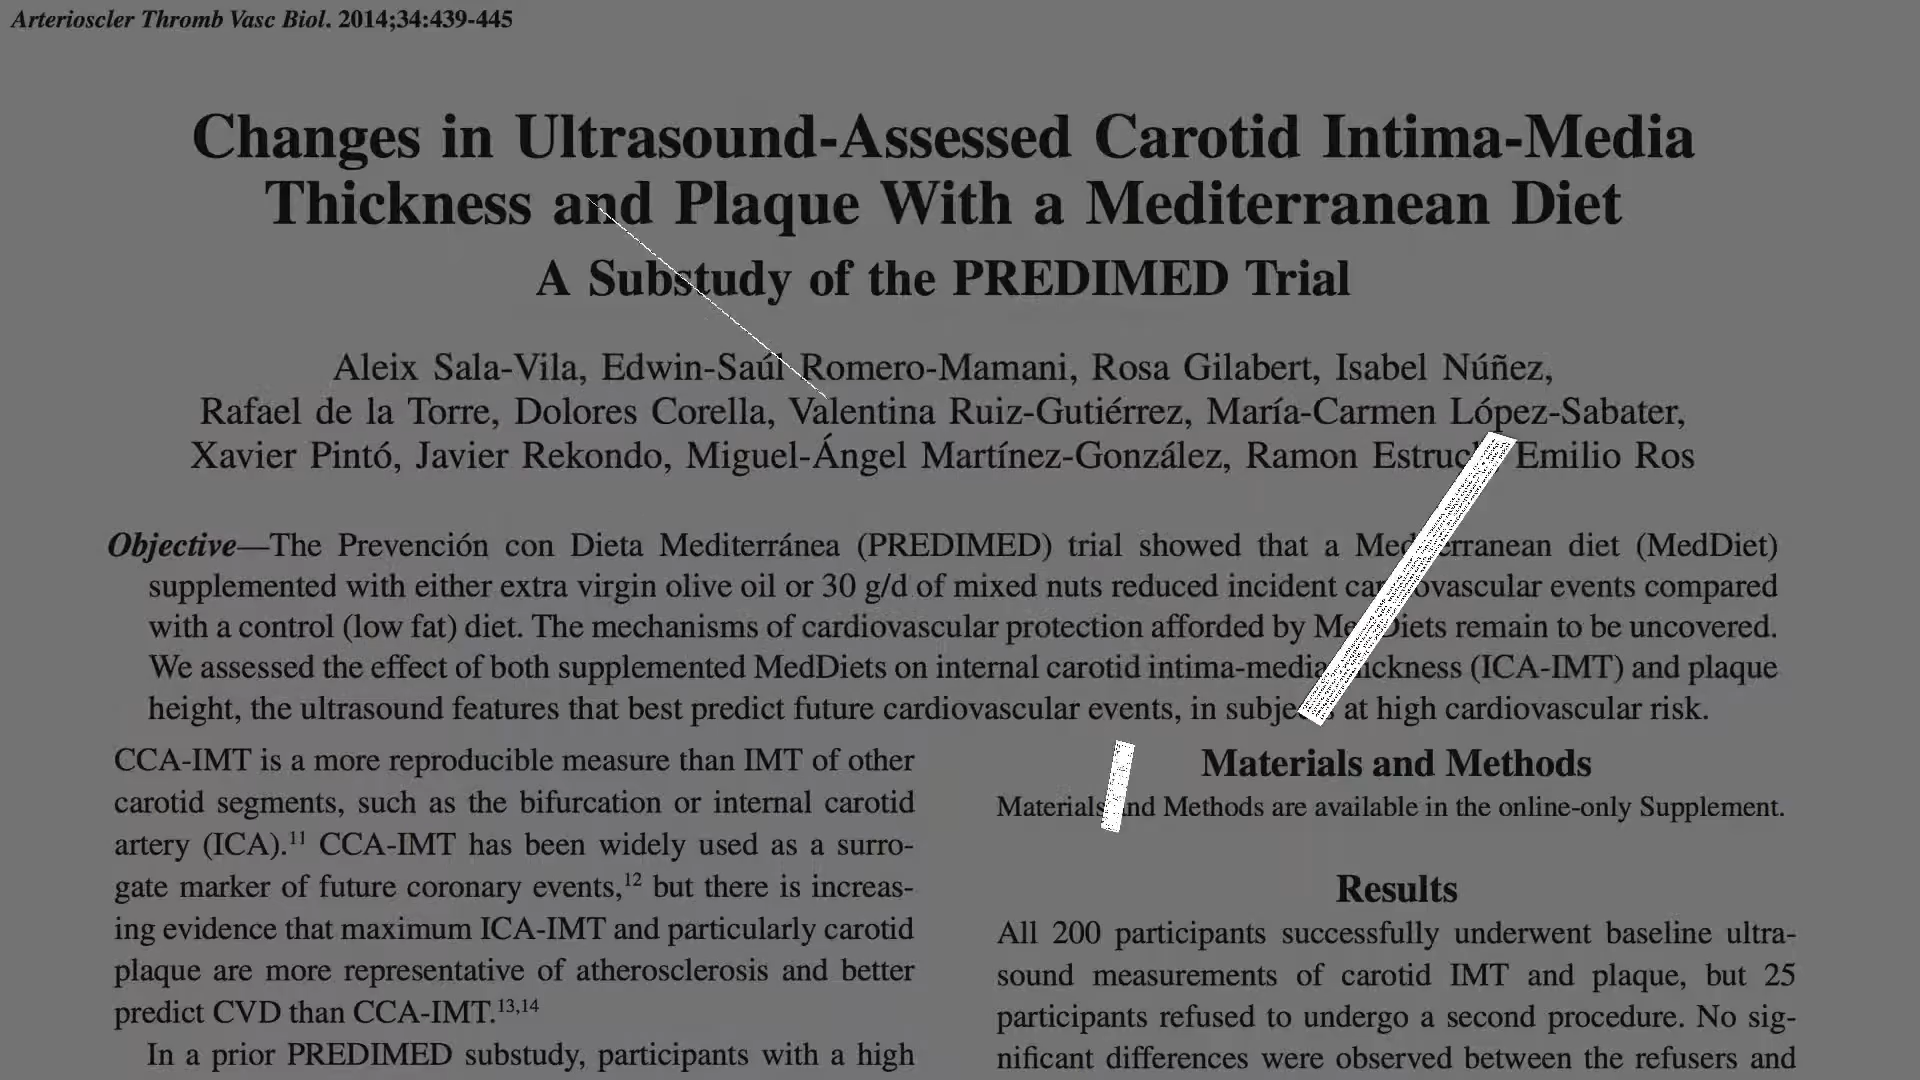 Arterioscler Thromb Vasc Biol. 2014;34:439-445
Changes in Ultrasound-Assessed Carotid Intima-Media
Thickness and Plaque With a Mediterranean Diet
A Substudy of the PREDIMED Trial
Aleix Sala-Vila, Edwin-Saúl Romero-Mamani, Rosa Gilabert, Isabel Núñez,
Rafael de la Torre, Dolores Corella, Valentina Ruiz-Gutiérrez, María-Carmen López-Sabater,
Xavier Pintó, Javier Rekondo, Miguel-Ángel Martínez-González, Ramon Emilio Ros
Objective—The Prevención con Dieta Mediterránea (PREDIMED) trial showed that a Mediterranean diet (MedDiet)
supplemented with either extra virgin olive oil or 30 g/d of mixed nuts reduced incident cardiovascular events compared
with a control (low fat) diet. The mechanisms of cardiovascular protection afforded by MedDiets remain to be uncovered.
We assessed the effect of both supplemented MedDiets on internal carotid intima-media thickness (ICA-IMT) and plaque
height, the ultrasound features that best predict future cardiovascular events, in subjects at high cardiovascular risk.
CCA-IMT is a more reproducible measure than IMT of other
carotid segments, such as the bifurcation or internal carotid
artery (ICA).11 CCA-IMT has been widely used as a surro-
gate marker of future coronary events,12 but there is increas-
ing evidence that maximum ICA-IMT and particularly carotid
plaque are more representative of atherosclerosis and better
predict CVD than CCA-IMT.13,14
In a prior PREDIMED substudy, participants with a high
Materials and Methods
Materials and Methods are available in the online-only Supplement.
Results
All 200 participants successfully underwent baseline ultra-
sound measurements of carotid IMT and plaque, but 25
participants refused to undergo a second procedure. No sig-
nificant differences were observed between the refusers and